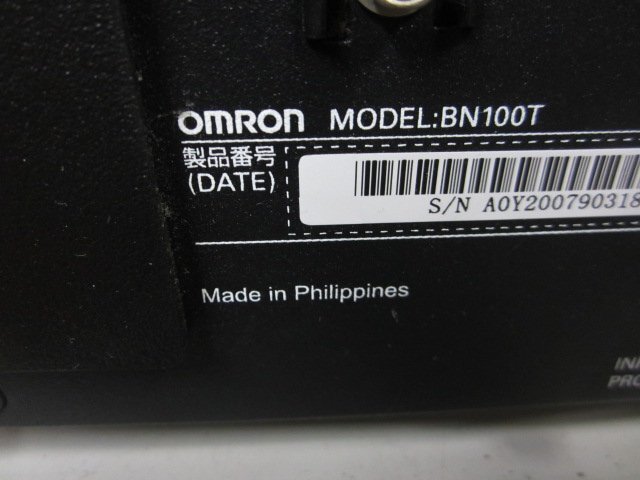 OMRON MODEL:BN100T
製品番号
(DATE)
S/N A0Y200790318
Made in Philippines